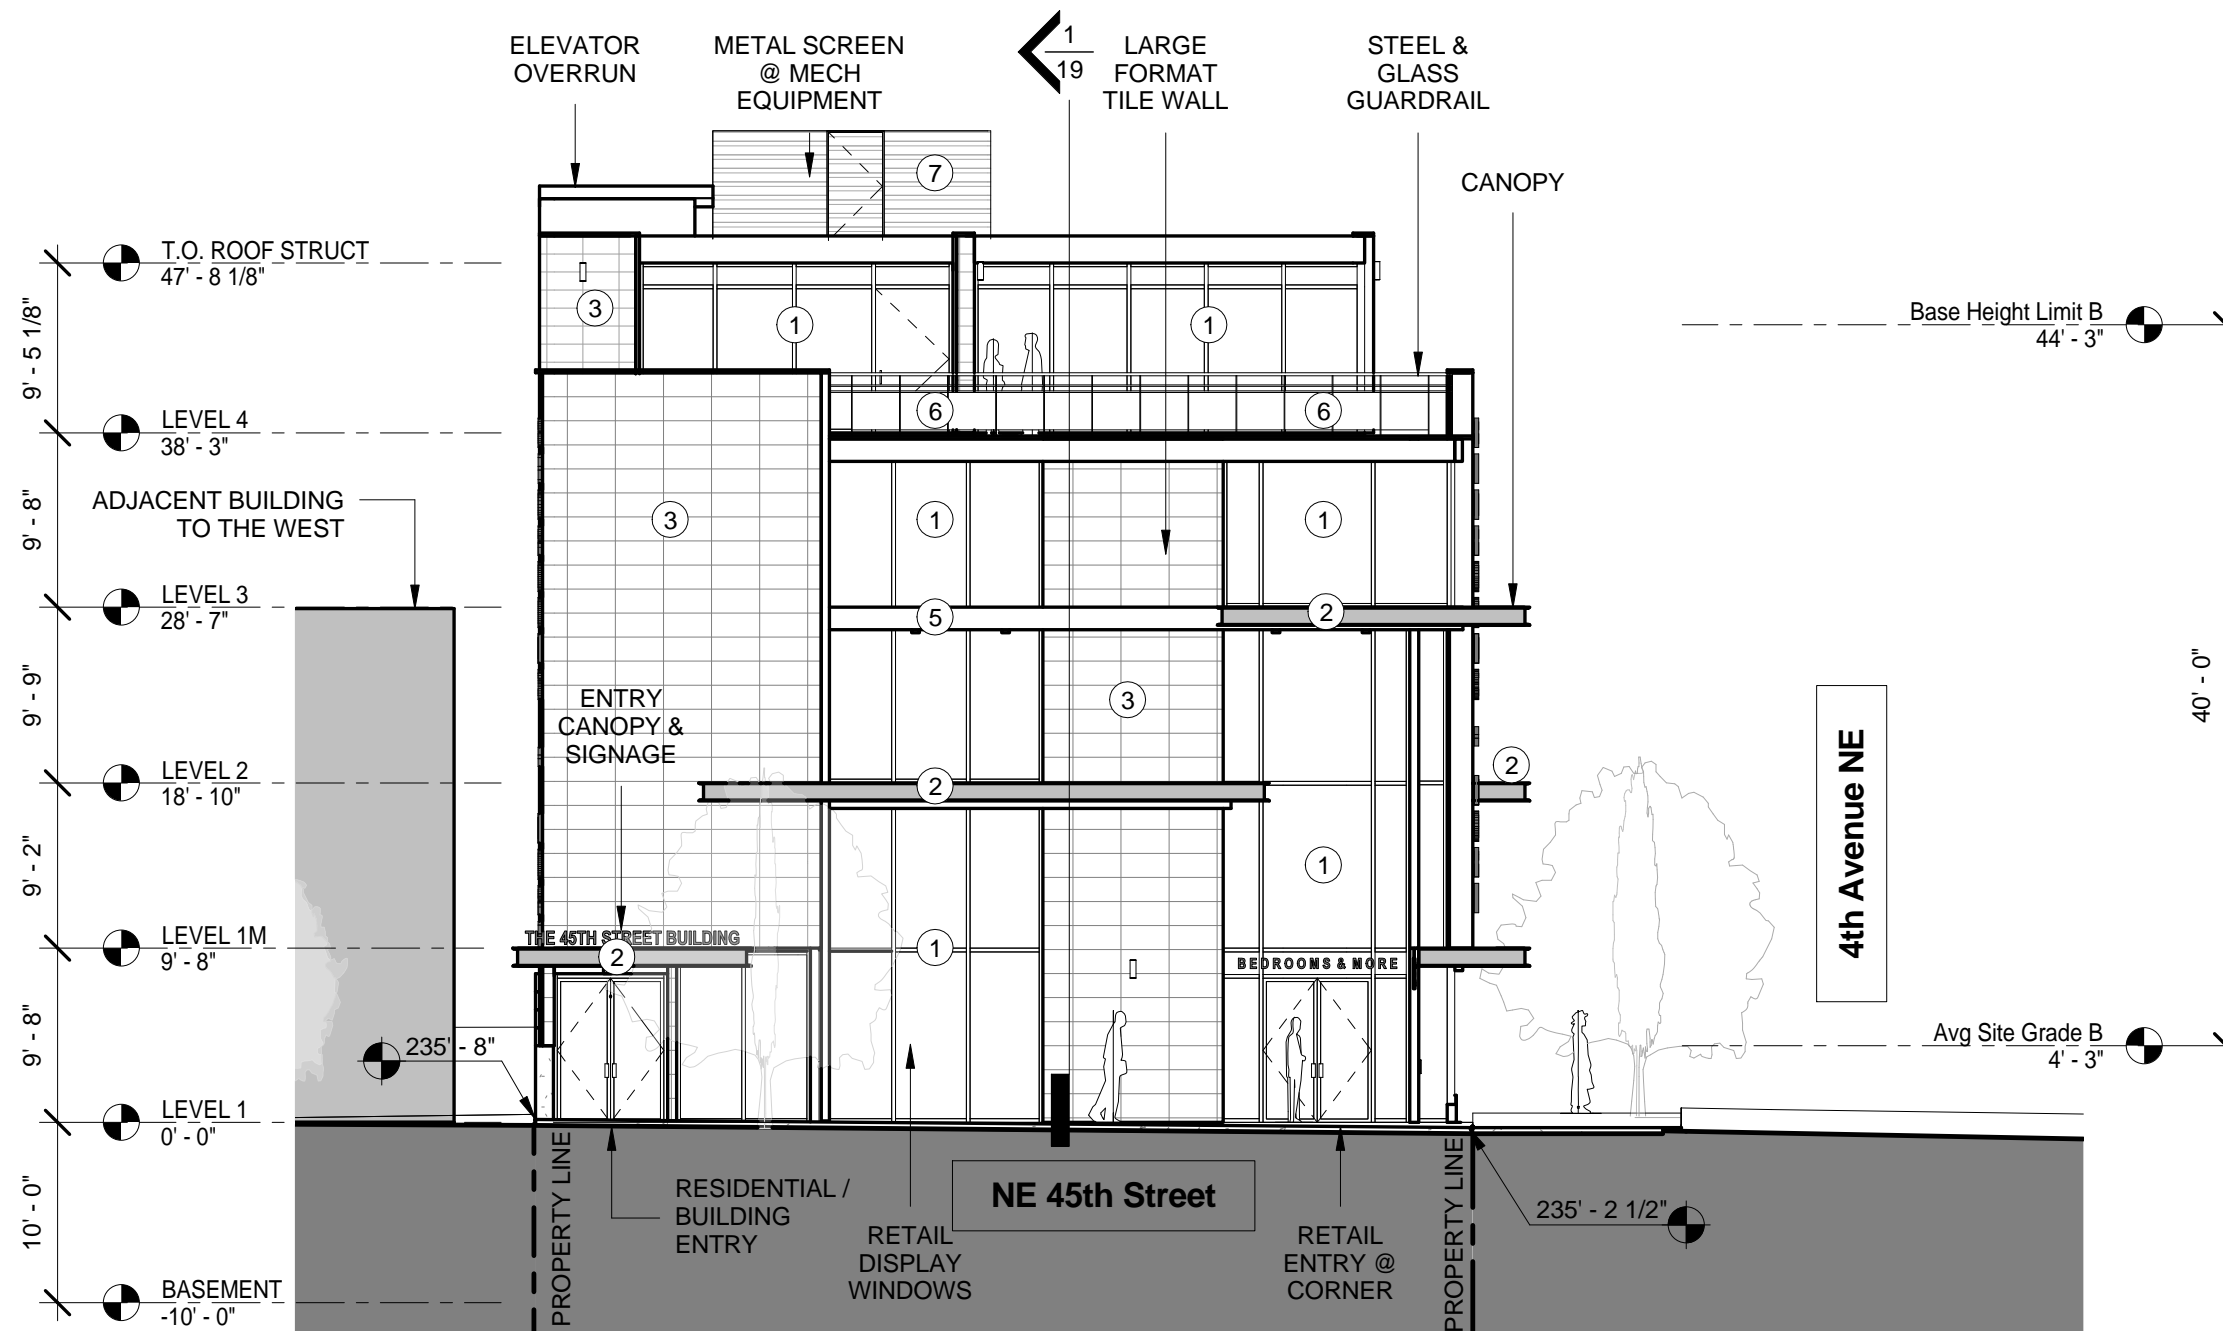 ELEVATOR
OVERRUN
METAL SCREEN
@ MECH
EQUIPMENT
1
19
LARGE
FORMAT
TILE WALL
STEEL &
GLASS
GUARDRAIL
CANOPY
7
T.O. ROOF STRUCT
47' - 8 1/8"
9' - 5 1/8"
3
1
1
Base Height Limit B
44' - 3"
LEVEL 4
38' - 3"
6
6
ADJACENT BUILDING
TO THE WEST
9' - 8"
3
1
1
LEVEL 3
28' - 7"
5
2
9' - 9"
ENTRY
CANOPY &
SIGNAGE
3
40' - 0"
4th Avenue NE
LEVEL 2
18' - 10"
2
2
9' - 2"
1
LEVEL 1M
9' - 8"
THE 45TH STREET BUILDING
2
1
BEDROOMS & MORE
9' - 8"
235' - 8"
Avg Site Grade B
4' - 3"
LEVEL 1
0' - 0"
PROPERTY LINE
RESIDENTIAL /
BUILDING
ENTRY
RETAIL
DISPLAY
WINDOWS
NE 45th Street
RETAIL
ENTRY @
CORNER
PROPERTY LINE
235' - 2 1/2"
10' - 0"
BASEMENT
-10' - 0"